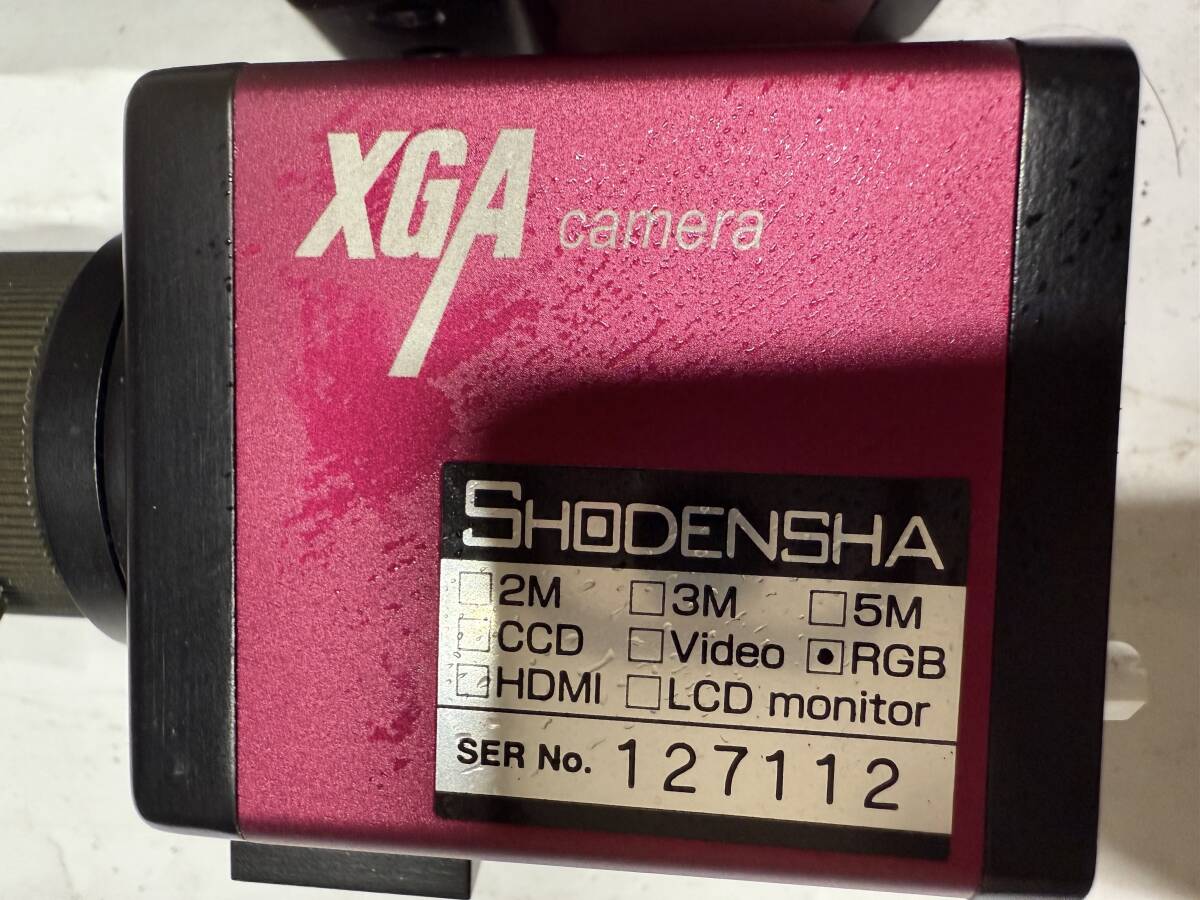 XGA camera
SHODENSHA
□2M □3M □5M
□CCD □Video ▣RGB
□HDMI □LCD monitor
SER No. 127112